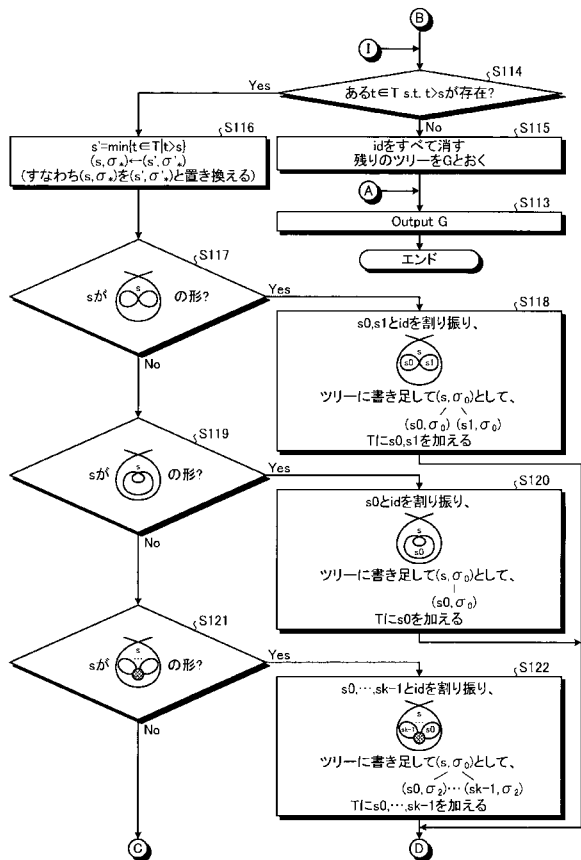 B
I
S114
あるt∈T s.t. t>sが存在?
Yes
No
S116
s'=min{t∈T|t>s}
(s,σ*)←(s',σ'*)
(すなわち(s,σ*)を(s',σ'*)と置き換える)
S115
idをすべて消す
残りのツリーをGとおく
A
S113
Output G
エンド
S117
sが s の形?
Yes
No
S118
s0,s1とidを割り振り、
s
s0 s1
ツリーに書き足して(s,σ0)として、
(s0,σ0) (s1,σ0)
Tにs0,s1を加える
S119
sが s の形?
Yes
No
S120
s0とidを割り振り、
s
s0
ツリーに書き足して(s,σ0)として、
(s0,σ0)
Tにs0を加える
S121
sが s … の形?
Yes
No
S122
s0,…,sk-1とidを割り振り、
s
…
sk-1 s0
ツリーに書き足して(s,σ0)として、
(s0,σ2)…(sk-1,σ2)
Tにs0,…,sk-1を加える
C
D